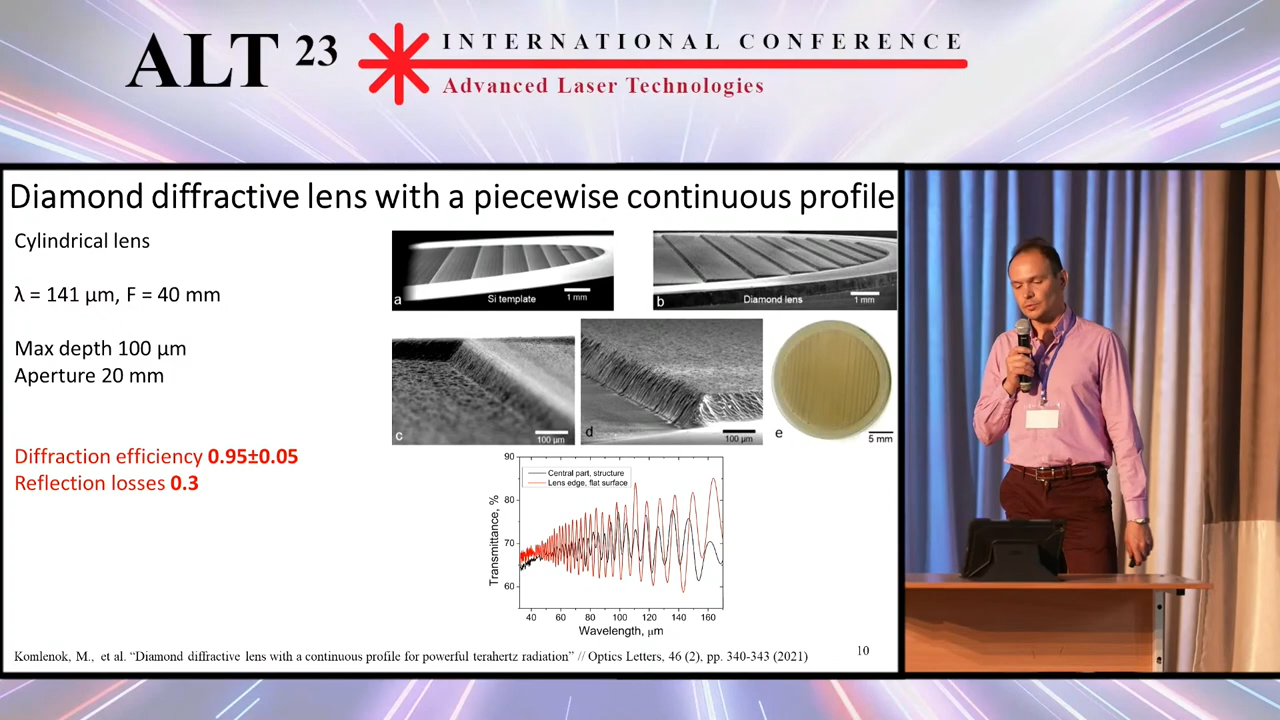 ALT 23
INTERNATIONAL CONFERENCE
Advanced Laser Technologies
Diamond diffractive lens with a piecewise continuous profile
Cylindrical lens
λ = 141 μm, F = 40 mm
Max depth 100 μm
Aperture 20 mm
Diffraction efficiency 0.95±0.05
Reflection losses 0.3
a
Si template
1 mm
b
Diamond lens
1 mm
c
100 μm
d
100 μm
e
5 mm
Central part, structure
Lens edge, flat surface
Transmittance, %
90
80
70
60
40 60 80 100 120 140 160
Wavelength, μm
Komlenok, M., et al. “Diamond diffractive lens with a continuous profile for powerful terahertz radiation” // Optics Letters, 46 (2), pp. 340-343 (2021)
10